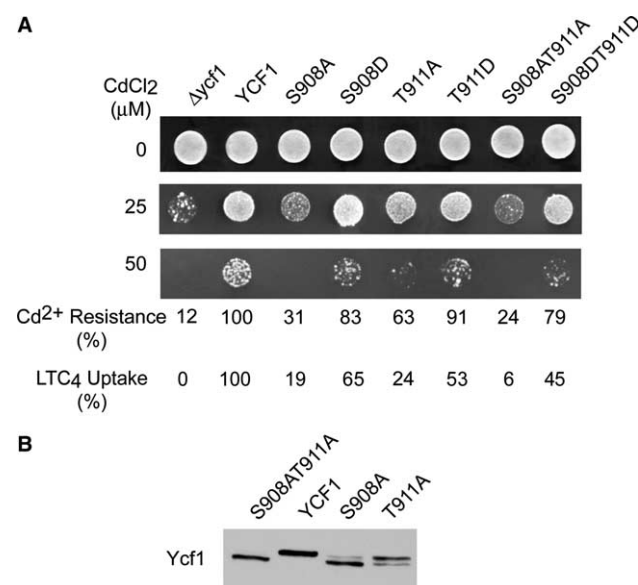 A
Δycf1 YCF1 S908A S908D T911A T911D S908AT911A S908DT911D
CdCl2
(μM)
0
25
50
Cd2+ Resistance 12 100 31 83 63 91 24 79
(%)
LTC4 Uptake 0 100 19 65 24 53 6 45
(%)
B
S908AT911A YCF1 S908A T911A
Ycf1